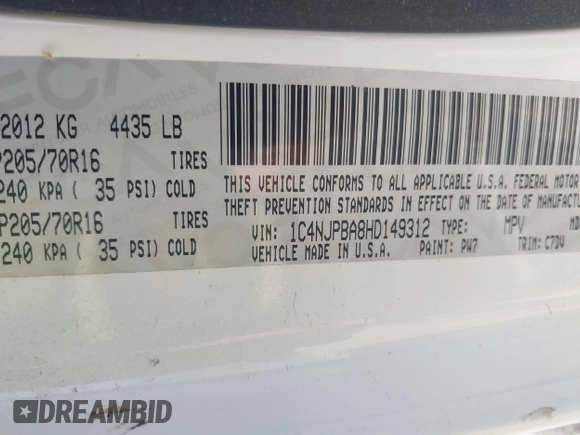 2012 KG 4435 LB
P205/70R16 TIRES
240 KPA ( 35 PSI) COLD
P205/70R16 TIRES
240 KPA ( 35 PSI) COLD
THIS VEHICLE CONFORMS TO ALL APPLICABLE U.S.A. FEDERAL MOTOR
THEFT PREVENTION STANDARDS IN EFFECT ON THE DATE OF MANUFACTU
VIN: 1C4NJPBA8HD149312 TYPE: MPV MD
VEHICLE MADE IN U.S.A. PAINT: PW7 TRIM: C7DV
DREAMBID